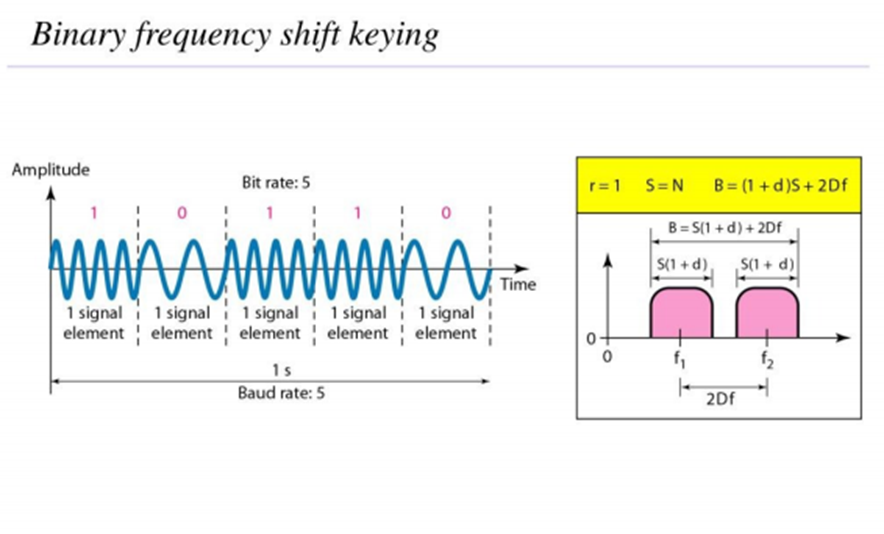 Binary frequency shift keying
Amplitude
Bit rate: 5
1 0 1 1 0
Time
1 signal element
1 signal element
1 signal element
1 signal element
1 signal element
1 s
Baud rate: 5
r = 1 S = N B = (1 + d)S + 2Df
B = S(1 + d) + 2Df
S(1 + d) S(1 + d)
0
0 f₁ f₂
2Df